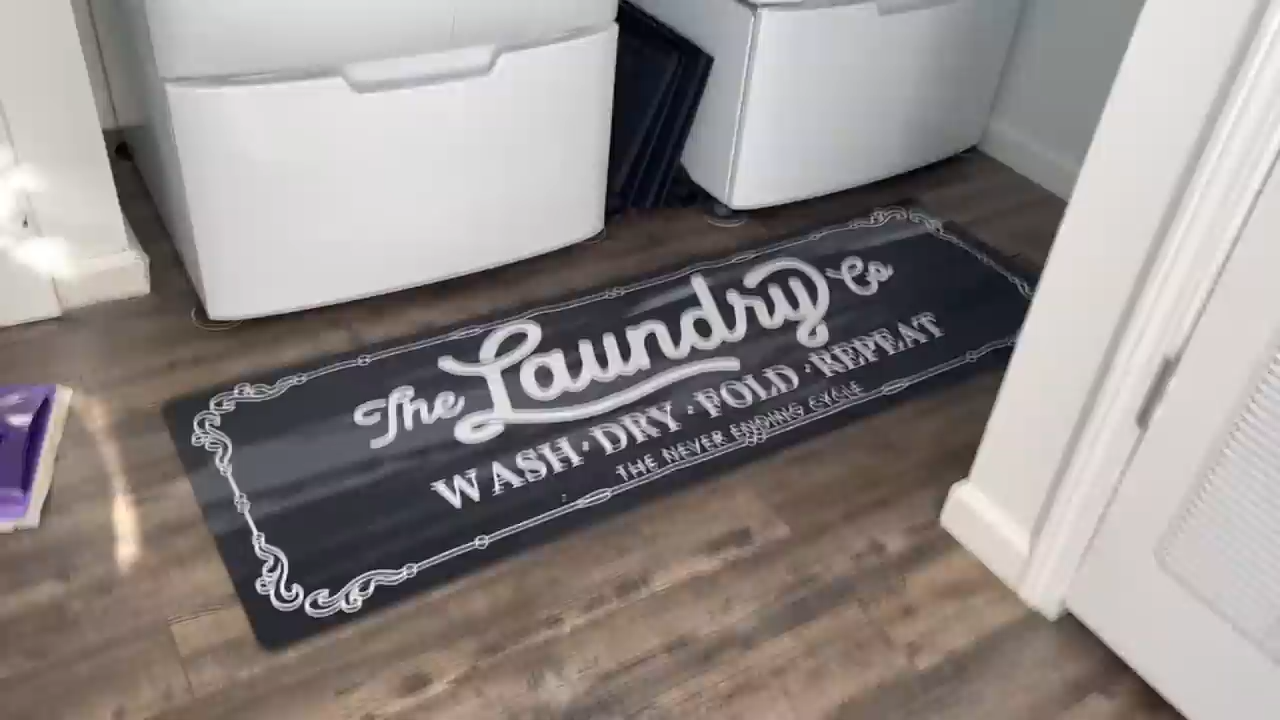 The Laundry Co
WASH · DRY · FOLD · REPEAT
THE NEVER ENDING CYCLE